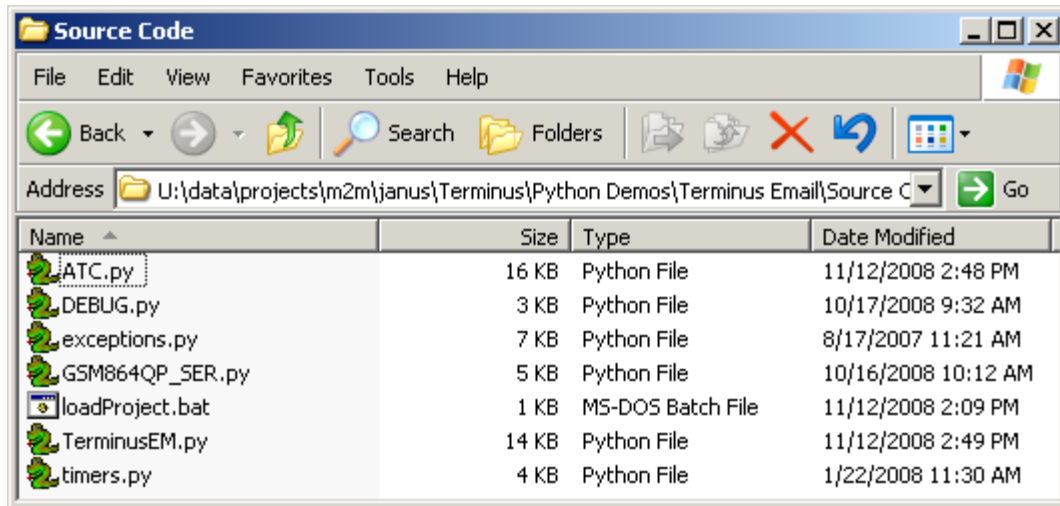 Source Code
File Edit View Favorites Tools Help
Back Search Folders
Address U:\data\projects\m2m\janus\Terminus\Python Demos\Terminus Email\Source C Go
Name Size Type Date Modified
ATC.py 16 KB Python File 11/12/2008 2:48 PM
DEBUG.py 3 KB Python File 10/17/2008 9:32 AM
exceptions.py 7 KB Python File 8/17/2007 11:21 AM
GSM864QP_SER.py 5 KB Python File 10/16/2008 10:12 AM
loadProject.bat 1 KB MS-DOS Batch File 11/12/2008 2:09 PM
TerminusEM.py 14 KB Python File 11/12/2008 2:49 PM
timers.py 4 KB Python File 1/22/2008 11:30 AM